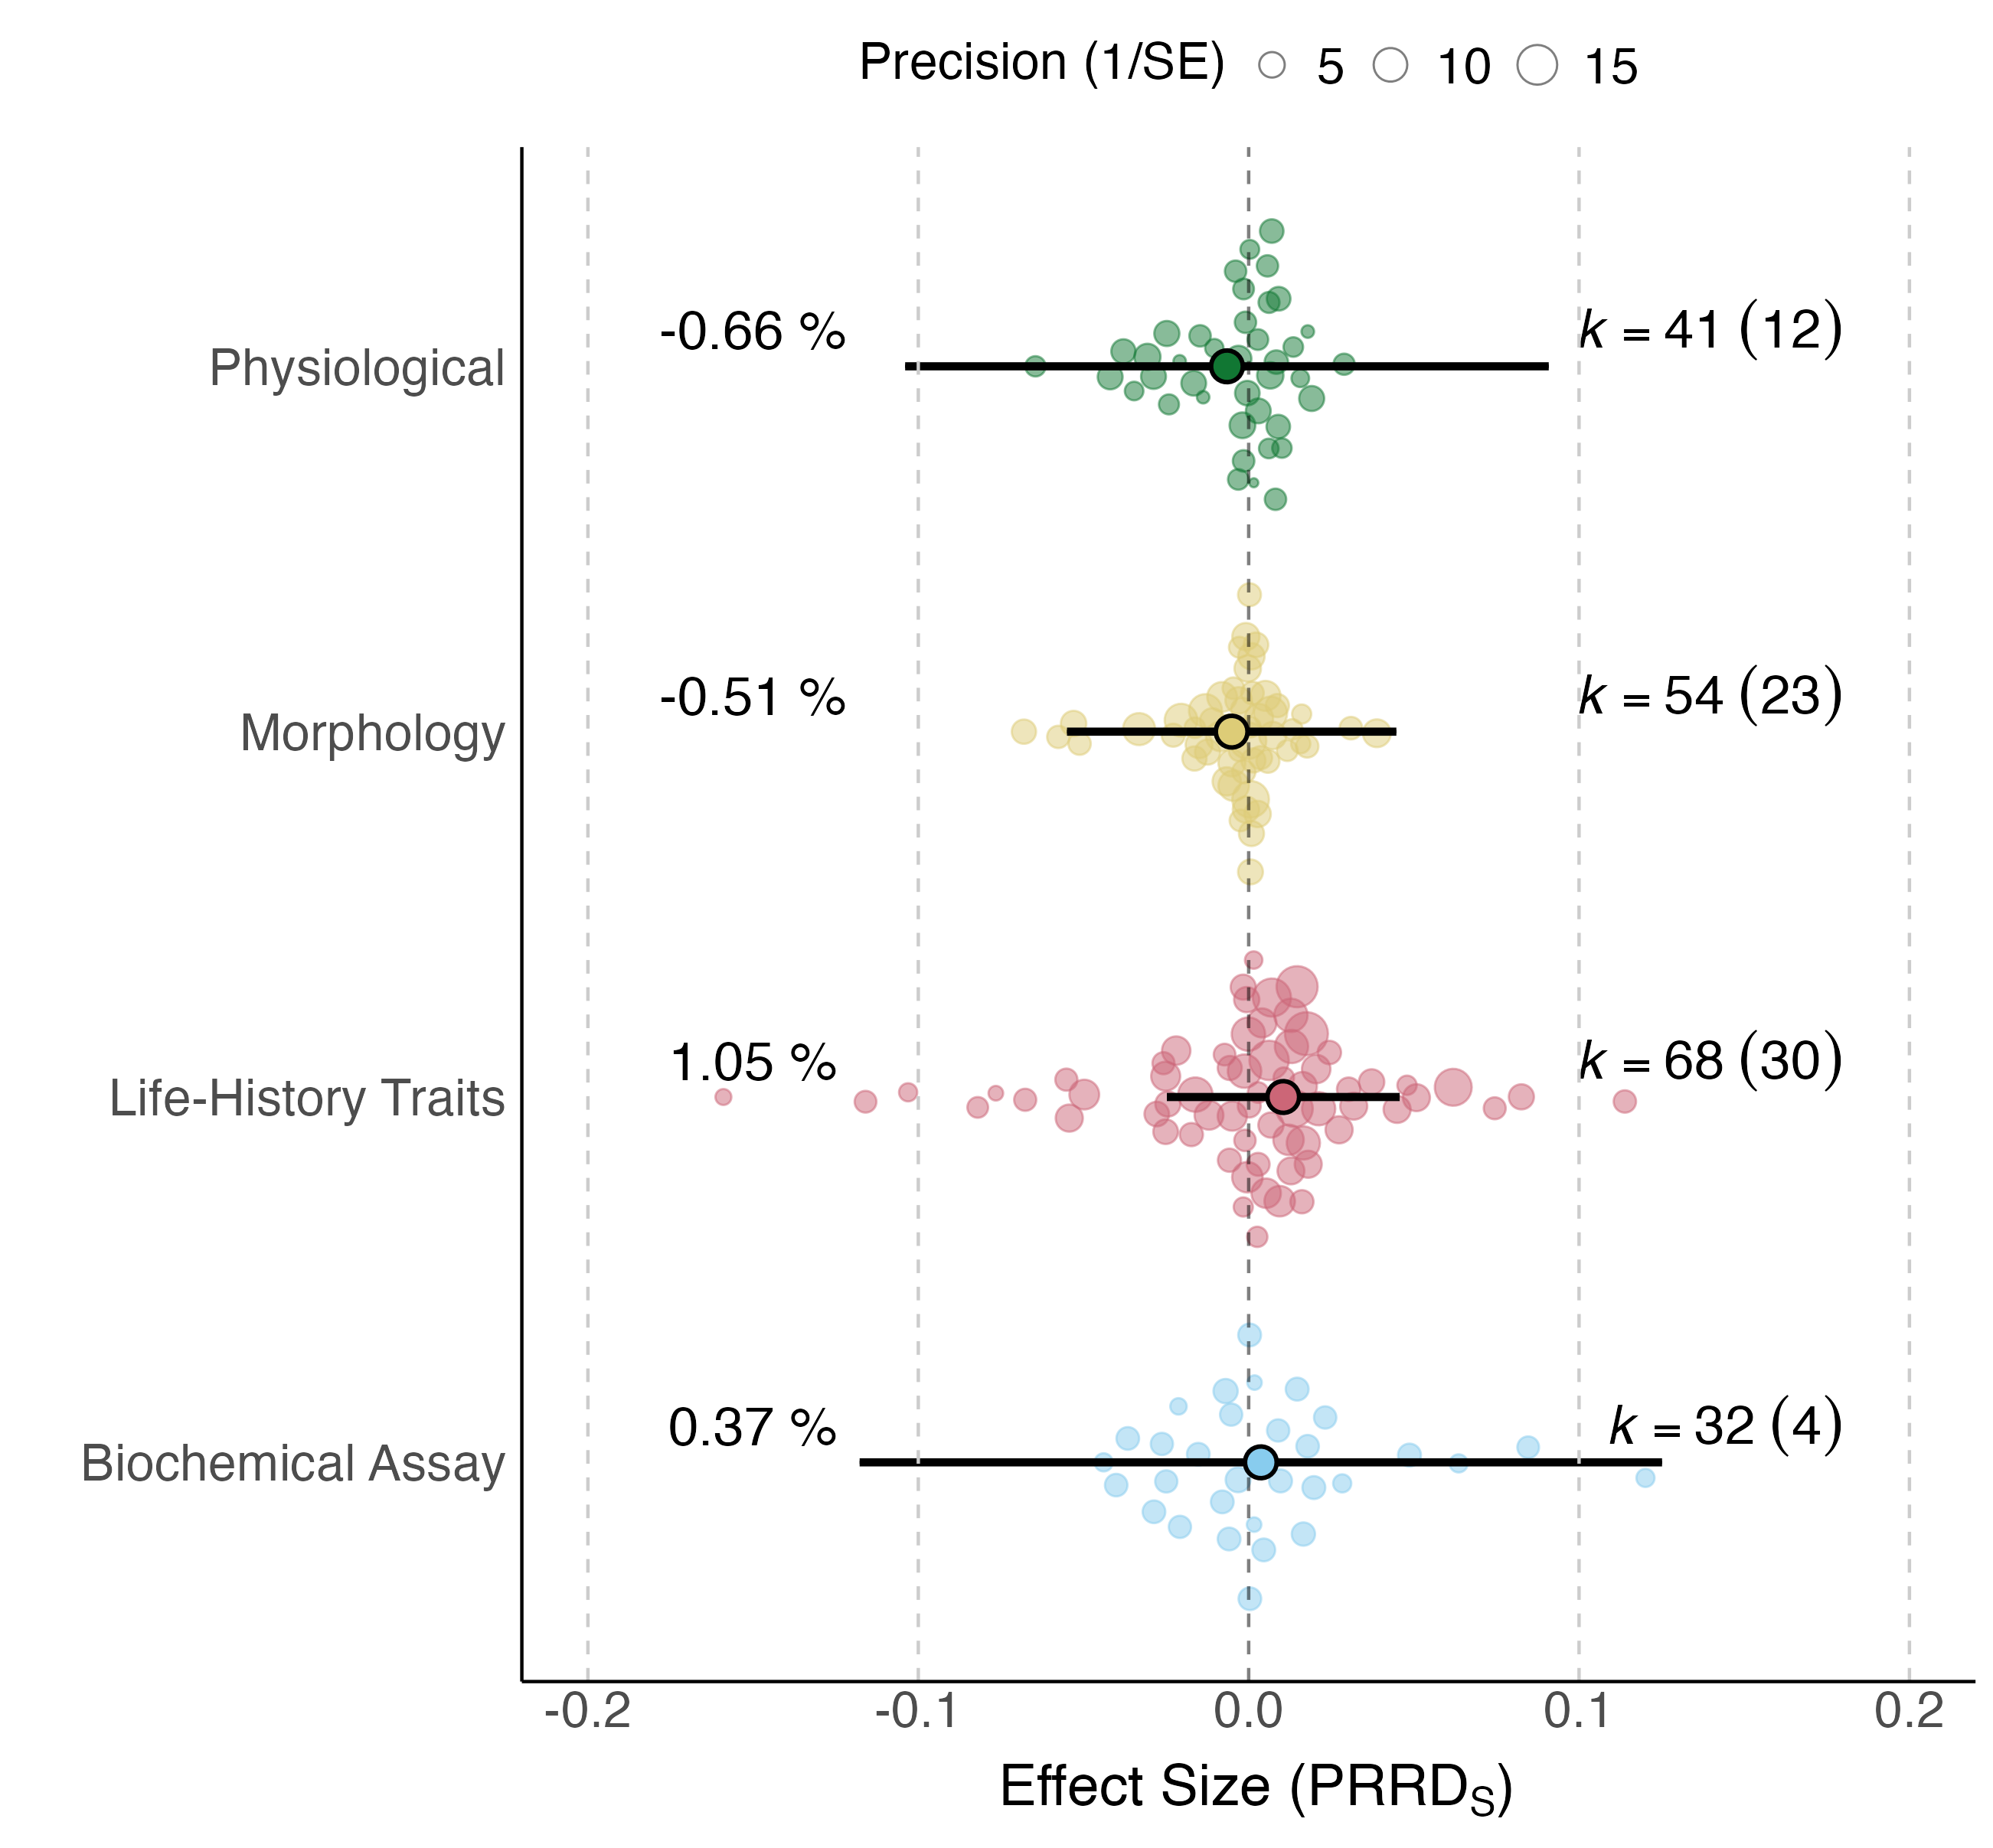 Precision (1/SE) 5 10 15
Physiological -0.66 % k = 41 (12)
Morphology -0.51 % k = 54 (23)
Life-History Traits 1.05 % k = 68 (30)
Biochemical Assay 0.37 % k = 32 (4)
-0.2 -0.1 0.0 0.1 0.2
Effect Size (PRRDS)